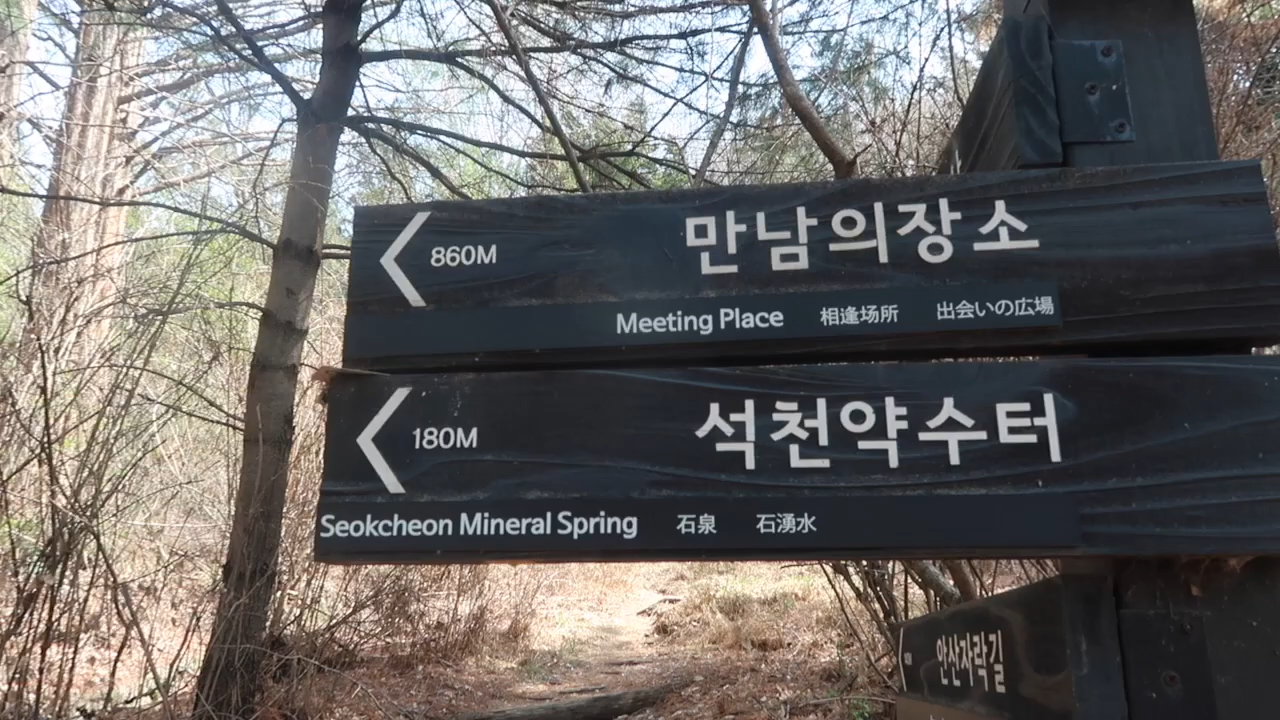 860M 만남의장소
Meeting Place 相逢场所 出会いの広場
180M 석천약수터
Seokcheon Mineral Spring 石泉 石湧水
안산자락길